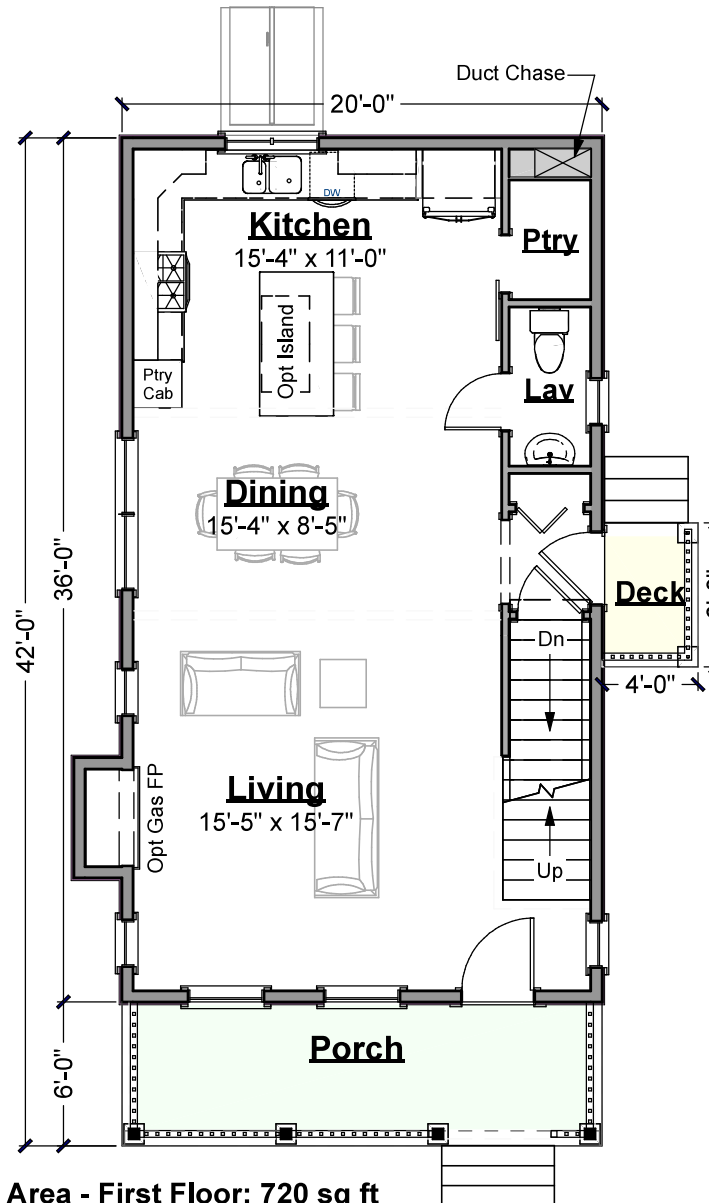 Duct Chase
20'-0"
DW
Kitchen
15'-4" x 11'-0"
Ptry
Opt Island
Ptry
Cab
Lav
Dining
15'-4" x 8'-5"
36'-0"
42'-0"
Deck
Dn
4'-0"
Living
15'-5" x 15'-7"
Opt Gas FP
Up
Porch
6'-0"
Area - First Floor: 720 sq ft